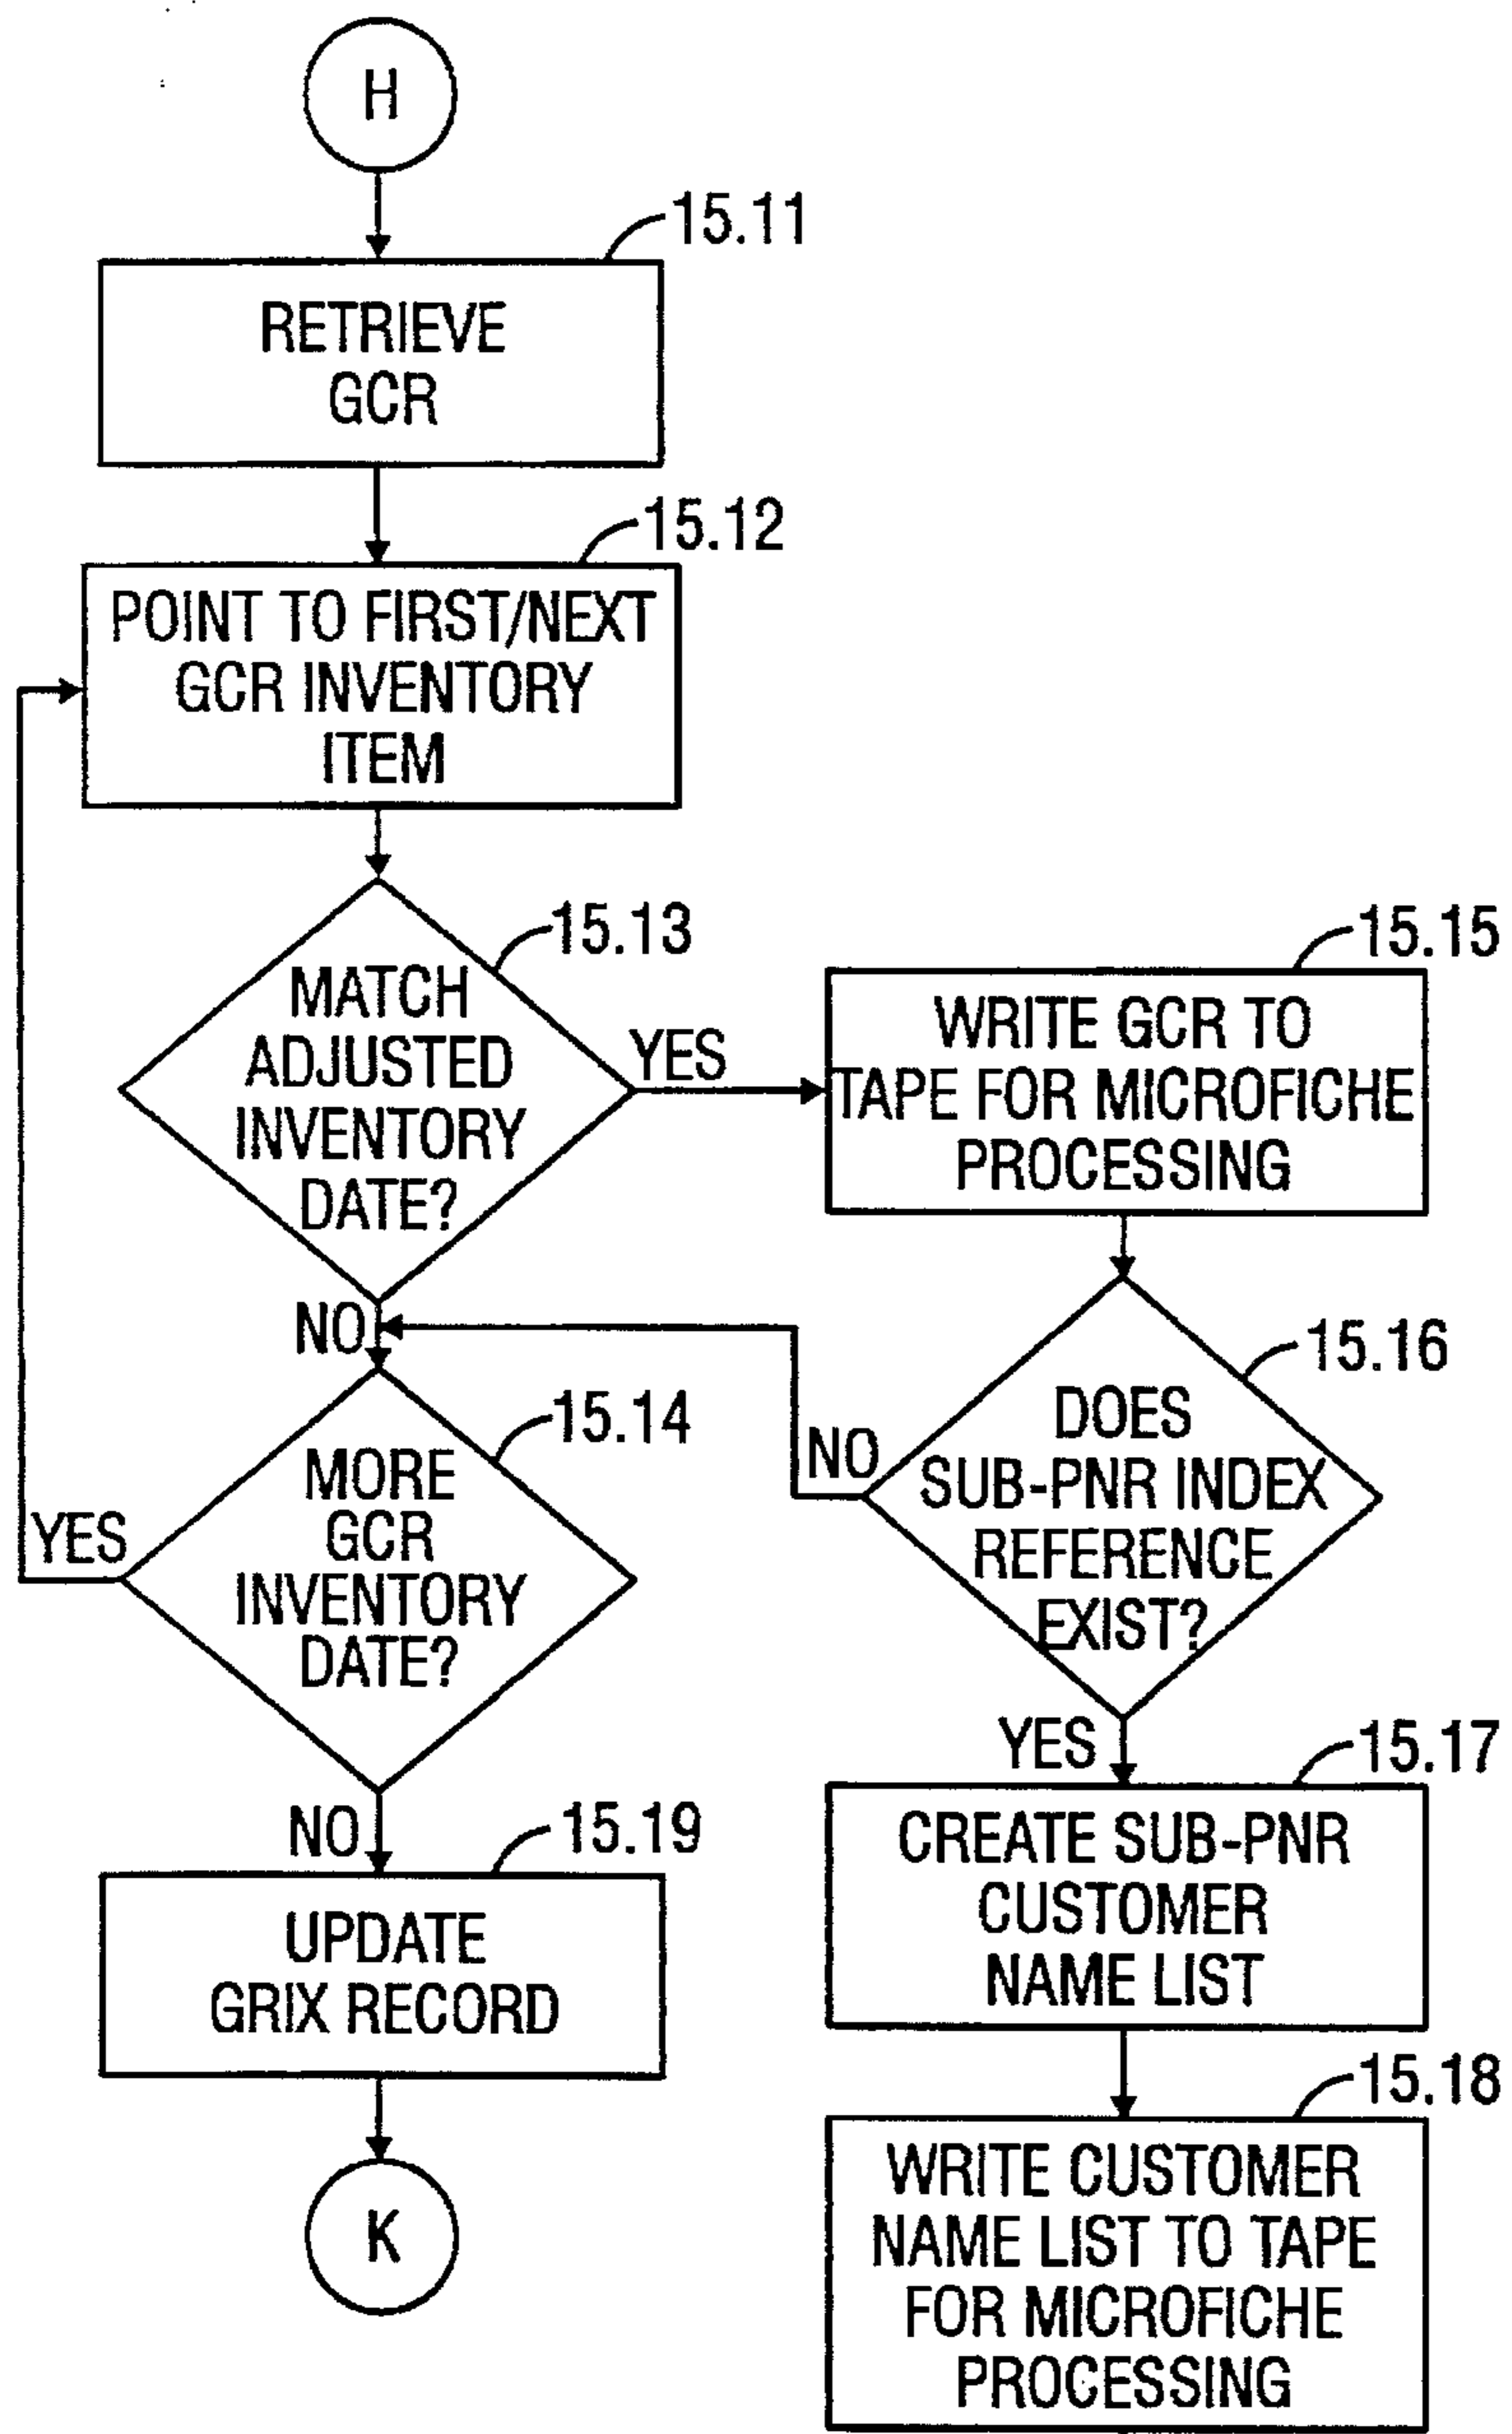 H
15.11
RETRIEVE
GCR
15.12
POINT TO FIRST/NEXT
GCR INVENTORY
ITEM
15.13
MATCH
ADJUSTED
INVENTORY
DATE?
YES
NO
15.14
MORE
GCR
INVENTORY
DATE?
YES
NO
15.19
UPDATE
GRIX RECORD
K
15.15
WRITE GCR TO
TAPE FOR MICROFICHE
PROCESSING
15.16
DOES
SUB-PNR INDEX
REFERENCE
EXIST?
NO
YES
15.17
CREATE SUB-PNR
CUSTOMER
NAME LIST
15.18
WRITE CUSTOMER
NAME LIST TO TAPE
FOR MICROFICHE
PROCESSING